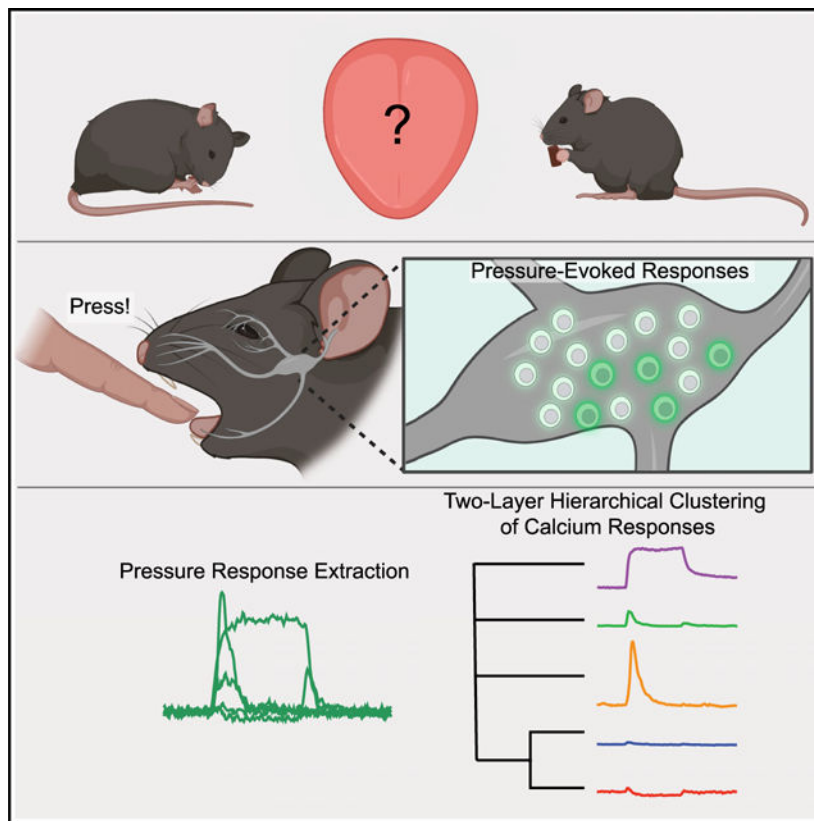 ?
Press!
Pressure-Evoked Responses
Two-Layer Hierarchical Clustering
of Calcium Responses
Pressure Response Extraction